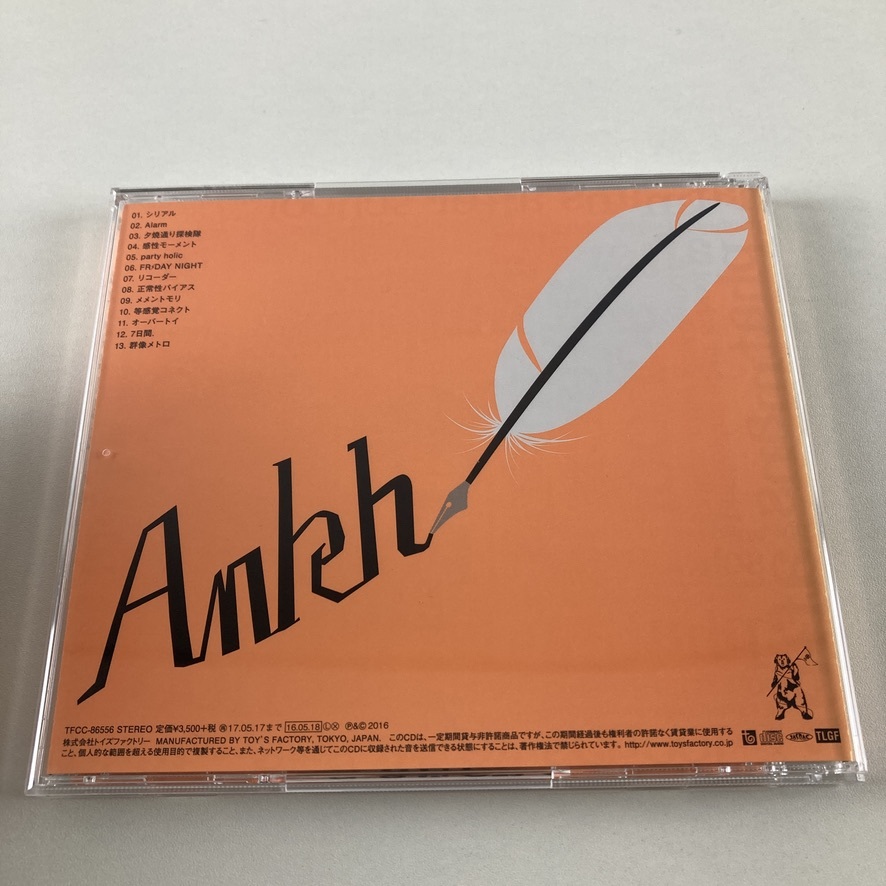 01. シリアル
02. Alarm
03. 夕焼通り探検隊
04. 感性モーメント
05. party holic
06. FRiDAY NIGHT
07. リコーダー
08. 正常性バイアス
09. メメントモリ
10. 等感覚コネクト
11. オーバートイ
12. 7日間.
13. 群像メトロ
Ankh
TFCC-86556 STEREO 定価¥3,500+税 17.05.17まで 16.05.18 Ⓛ Ⓧ Ⓟ&© 2016
株式会社トイズファクトリー MANUFACTURED BY TOY'S FACTORY, TOKYO, JAPAN. このCDは、一定期間貸与非許諾商品ですが、この期間経過後も権利者の許諾なく賃貸業に使用する
こと、個人的な範囲を超える使用目的で複製すること、また、ネットワーク等を通じてこのCDに収録された音を送信できる状態にすることは、著作権法で禁じられています。http://www.toysfactory.co.jp
TLGF